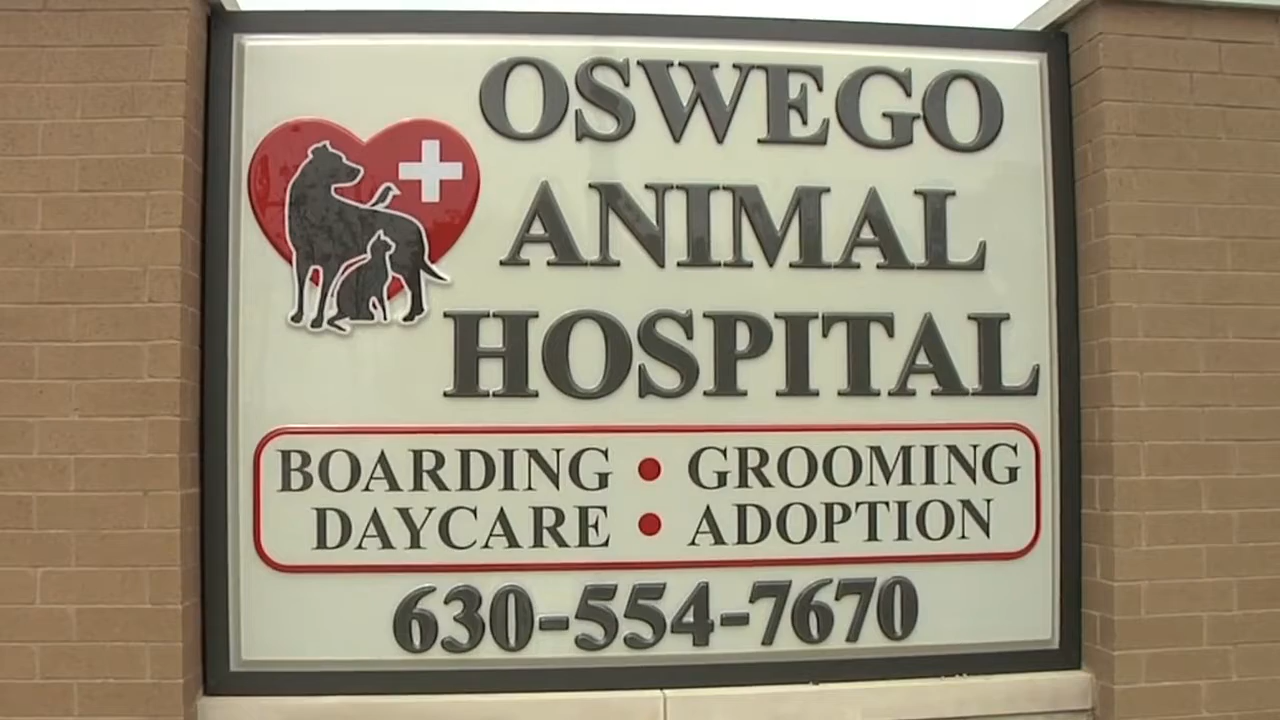 OSWEGO
ANIMAL
HOSPITAL
BOARDING • GROOMING
DAYCARE • ADOPTION
630-554-7670